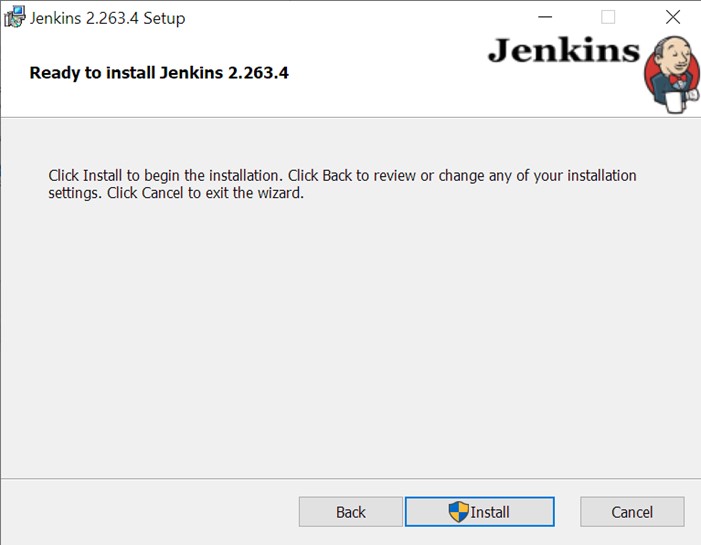 Jenkins 2.263.4 Setup
Jenkins
Ready to install Jenkins 2.263.4
Click Install to begin the installation. Click Back to review or change any of your installation
settings. Click Cancel to exit the wizard.
Back
Install
Cancel